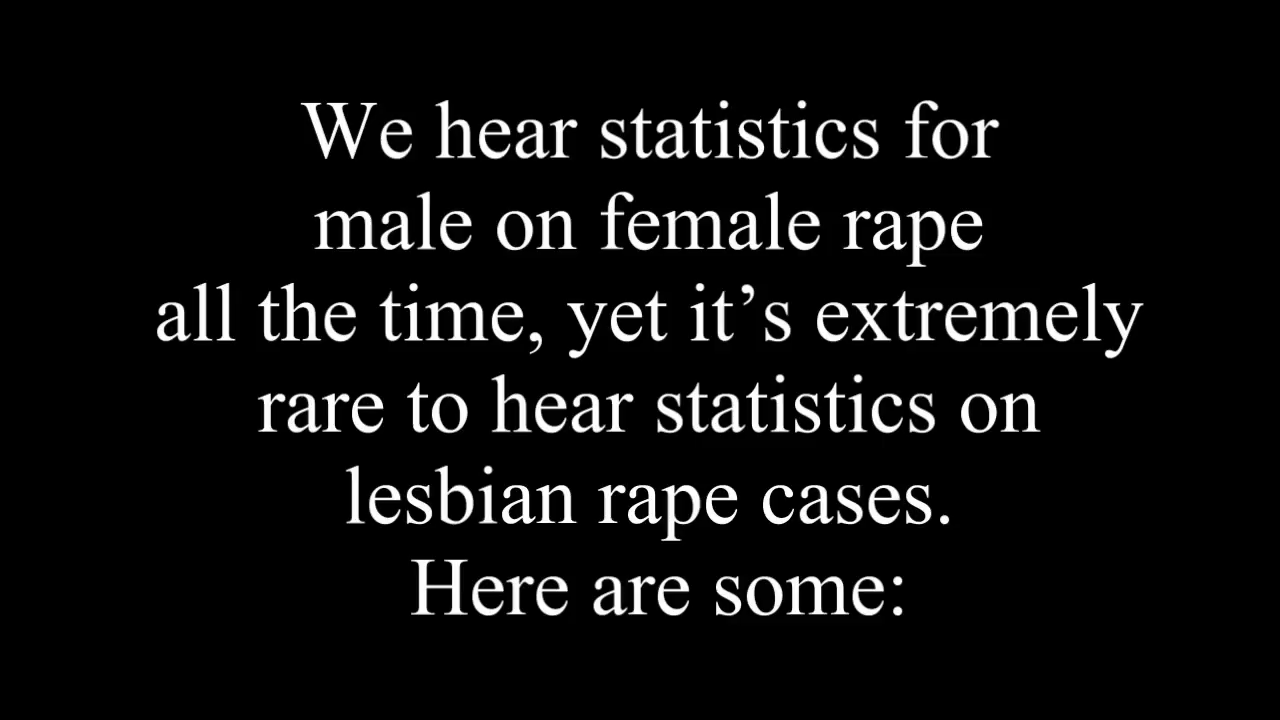 We hear statistics for
male on female rape
all the time, yet it’s extremely
rare to hear statistics on
lesbian rape cases.
Here are some: